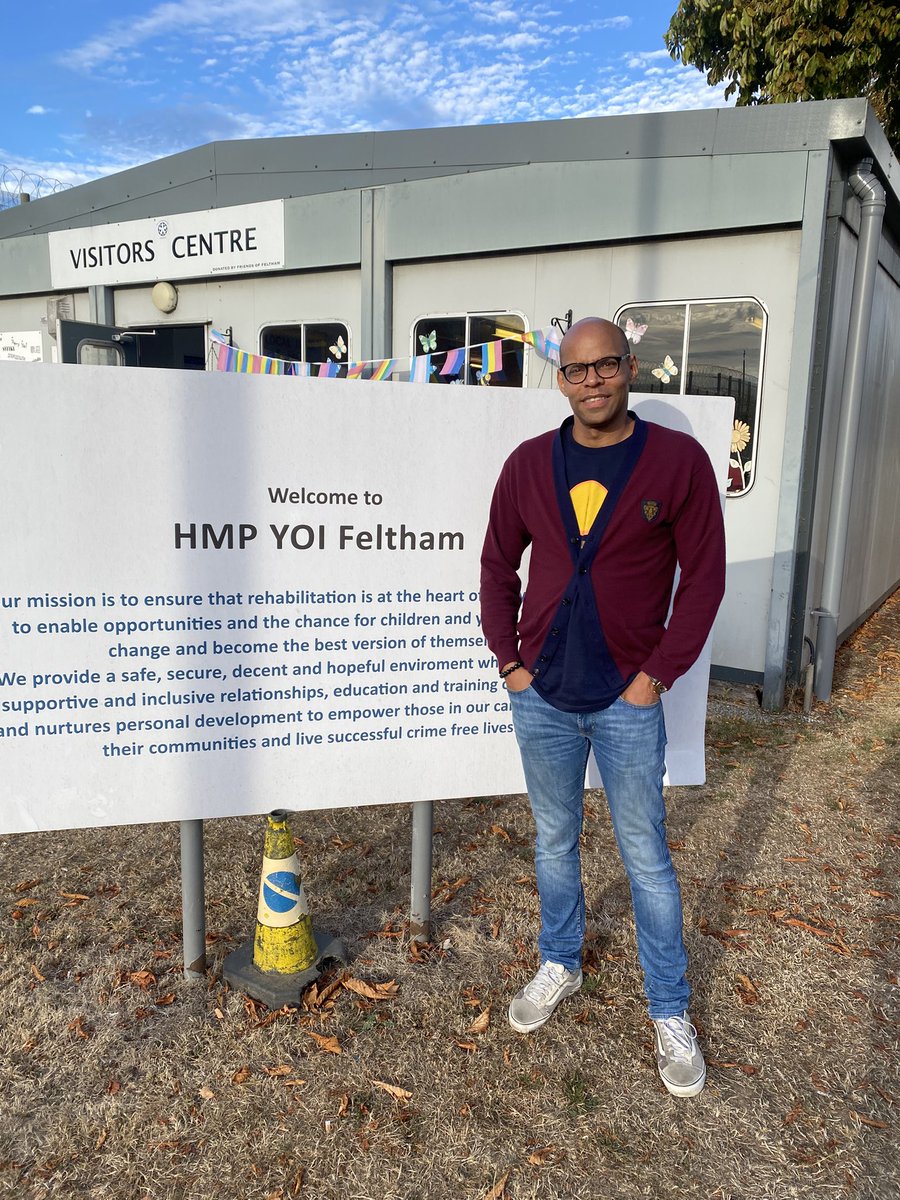 VISITORS CENTRE
DONATED BY FRIENDS OF FELTHAM
Welcome to
HMP YOI Feltham
ur mission is to ensure that rehabilitation is at the heart of
to enable opportunities and the chance for children and y
change and become the best version of themse
We provide a safe, secure, decent and hopeful enviroment wh
supportive and inclusive relationships, education and training
and nurtures personal development to empower those in our ca
their communities and live successful crime free lives